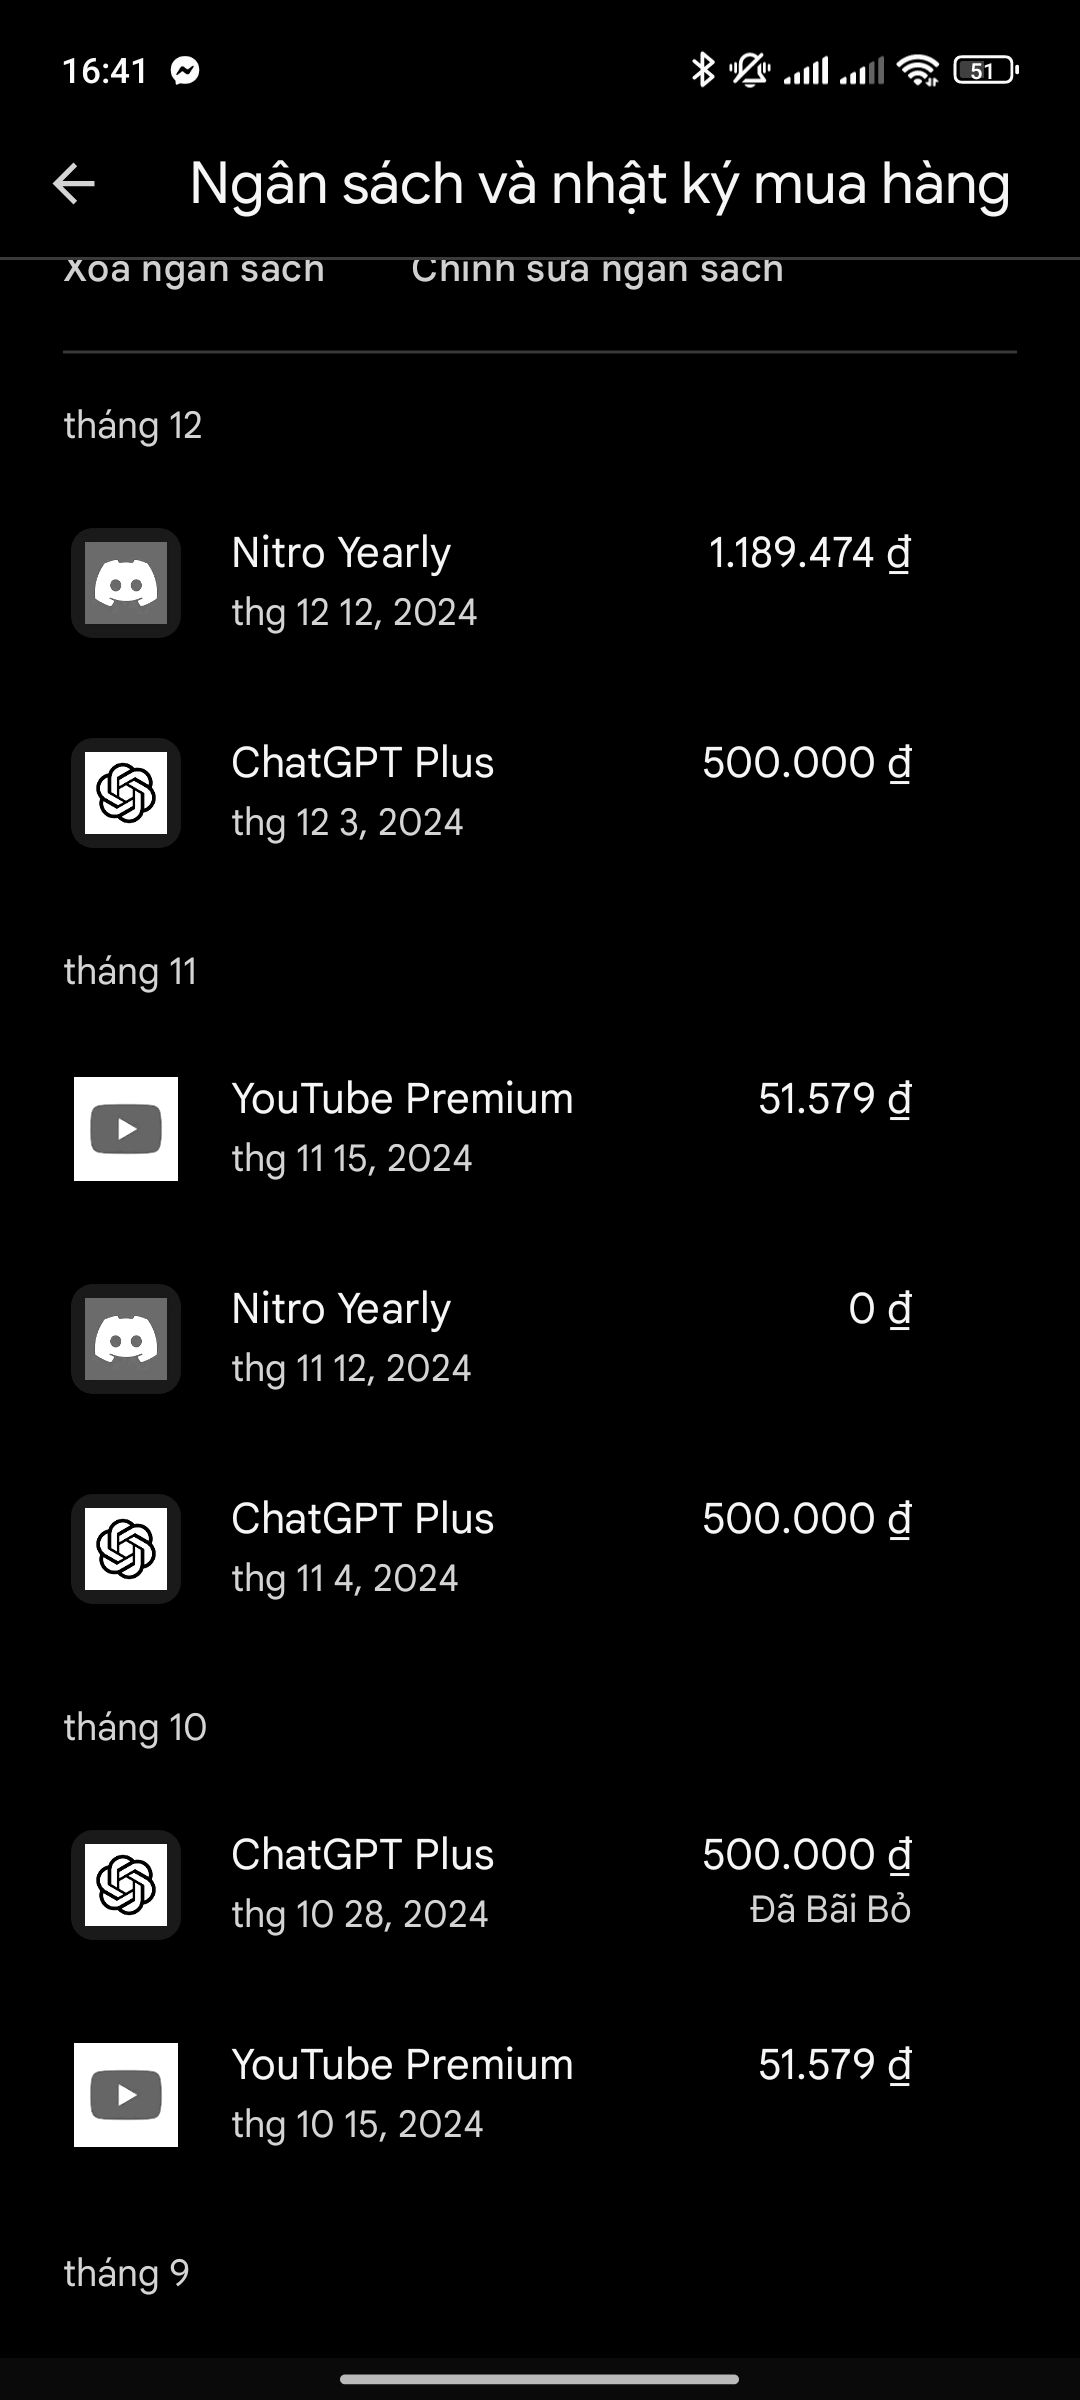 16:41
51
Ngân sách và nhật ký mua hàng
Xóa ngân sách Chỉnh sửa ngân sách
tháng 12
Nitro Yearly 1.189.474 ₫
thg 12 12, 2024
ChatGPT Plus 500.000 ₫
thg 12 3, 2024
tháng 11
YouTube Premium 51.579 ₫
thg 11 15, 2024
Nitro Yearly 0 ₫
thg 11 12, 2024
ChatGPT Plus 500.000 ₫
thg 11 4, 2024
tháng 10
ChatGPT Plus 500.000 ₫
thg 10 28, 2024 Đã Bãi Bỏ
YouTube Premium 51.579 ₫
thg 10 15, 2024
tháng 9